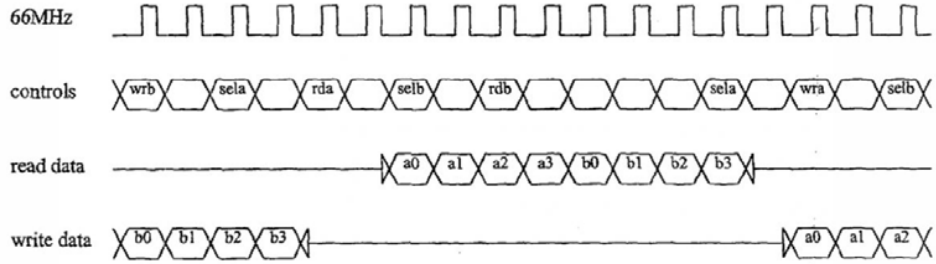 66MHz
controls wrb sela rda selb rdb sela wra selb
read data a0 a1 a2 a3 b0 b1 b2 b3
write data b0 b1 b2 b3 a0 a1 a2